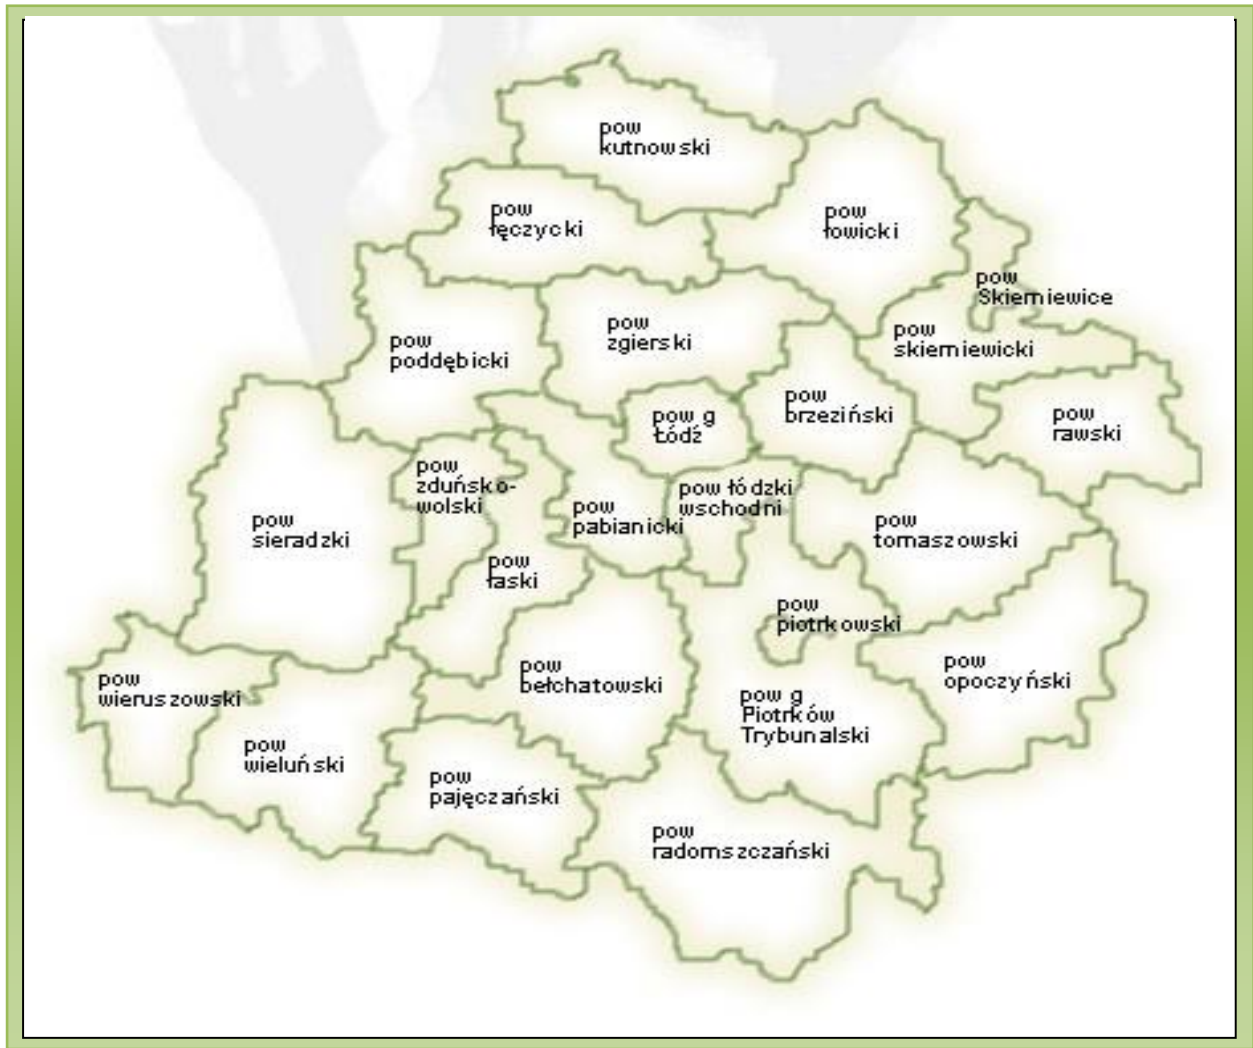 pow
kutnowski
pow
łęczycki
pow
łowicki
pow
Skierniewice
pow
skierniewicki
pow
zgierski
pow
poddębicki
pow
brzeziński
pow g
Łódź
pow
rawski
pow
zduńsko-
wolski
pow łódzki
wschodni
pow
pabianicki
pow
sieradzki
pow
tomaszowski
pow
łaski
pow
piotrkowski
pow
bełchatowski
pow
opoczyński
pow
wieruszowski
pow g
Piotrków
Trybunalski
pow
wieluński
pow
pajęczański
pow
radomszczański